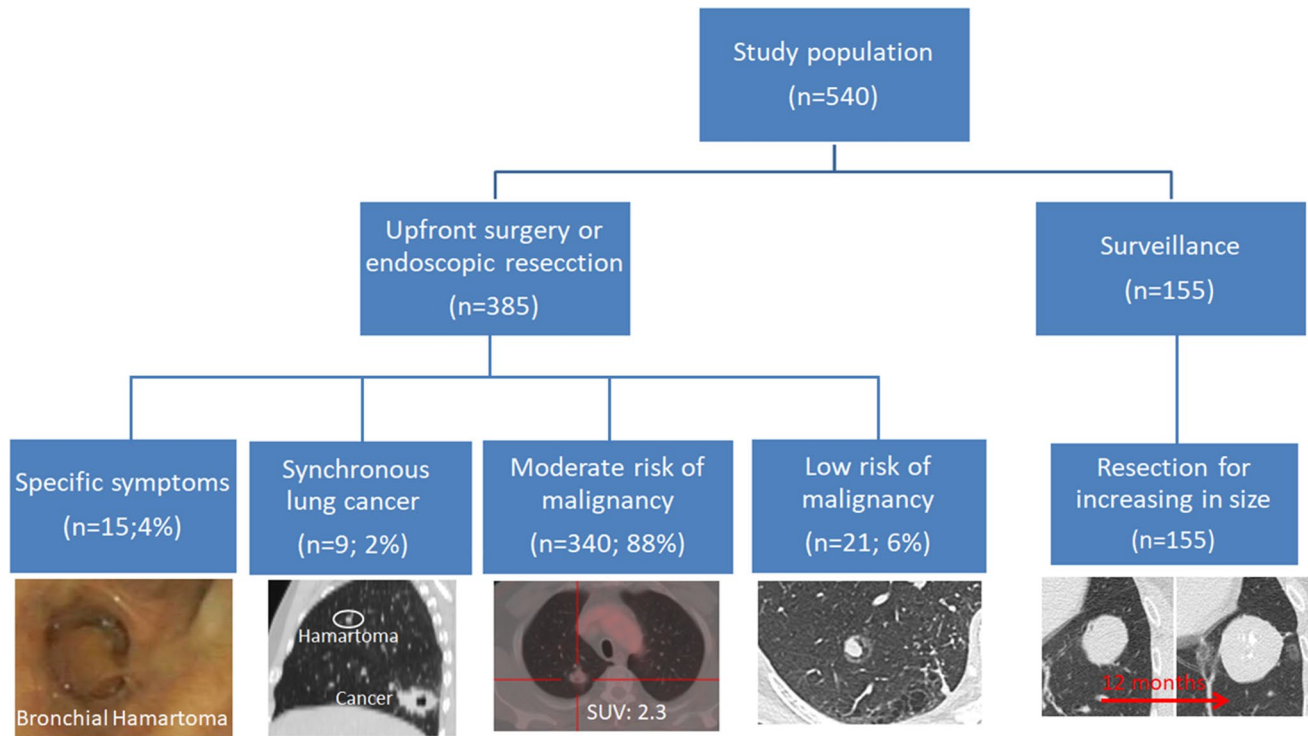 Study population
(n=540)
Upfront surgery or
endoscopic resecction
(n=385)
Surveillance
(n=155)
Specific symptoms
(n=15;4%)
Synchronous
lung cancer
(n=9; 2%)
Moderate risk of
malignancy
(n=340; 88%)
Low risk of
malignancy
(n=21; 6%)
Resection for
increasing in size
(n=155)
Bronchial Hamartoma
Hamartoma
Cancer
SUV: 2.3
12 months